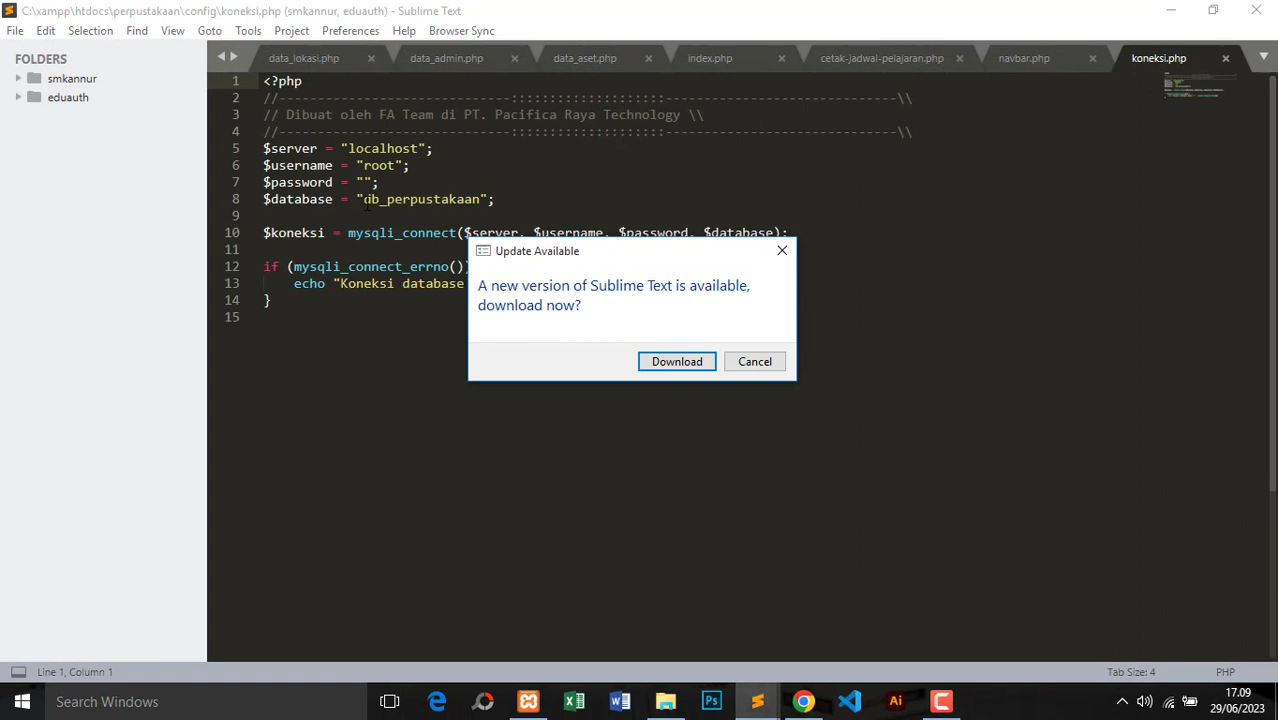 C:\xampp\htdocs\perpustakaan\config\koneksi.php (smkannur, eduauth) - Sublime Text
File Edit Selection Find View Goto Tools Project Preferences Help Browser Sync
FOLDERS
smkannur
eduauth
data_lokasi.php data_admin.php data_aset.php index.php cetak-jadwal-pelajaran.php navbar.php koneksi.php
1 <?php
2 //------------------------------::::::::::::::::::::------------------------------\\
3 // Dibuat oleh FA Team di PT. Pacifica Raya Technology \\
4 //------------------------------::::::::::::::::::::------------------------------\\
5 $server = "localhost";
6 $username = "root";
7 $password = "";
8 $database = "db_perpustakaan";
9
10 $koneksi = mysqli_connect($server, $username, $password, $database);
11
12 if (mysqli_connect_errno())
13 echo "Koneksi database
14 }
15
Update Available
A new version of Sublime Text is available,
download now?
Download Cancel
Line 1, Column 1
Tab Size: 4 PHP
Search Windows
Ps
Ai
17.09
29/06/2023